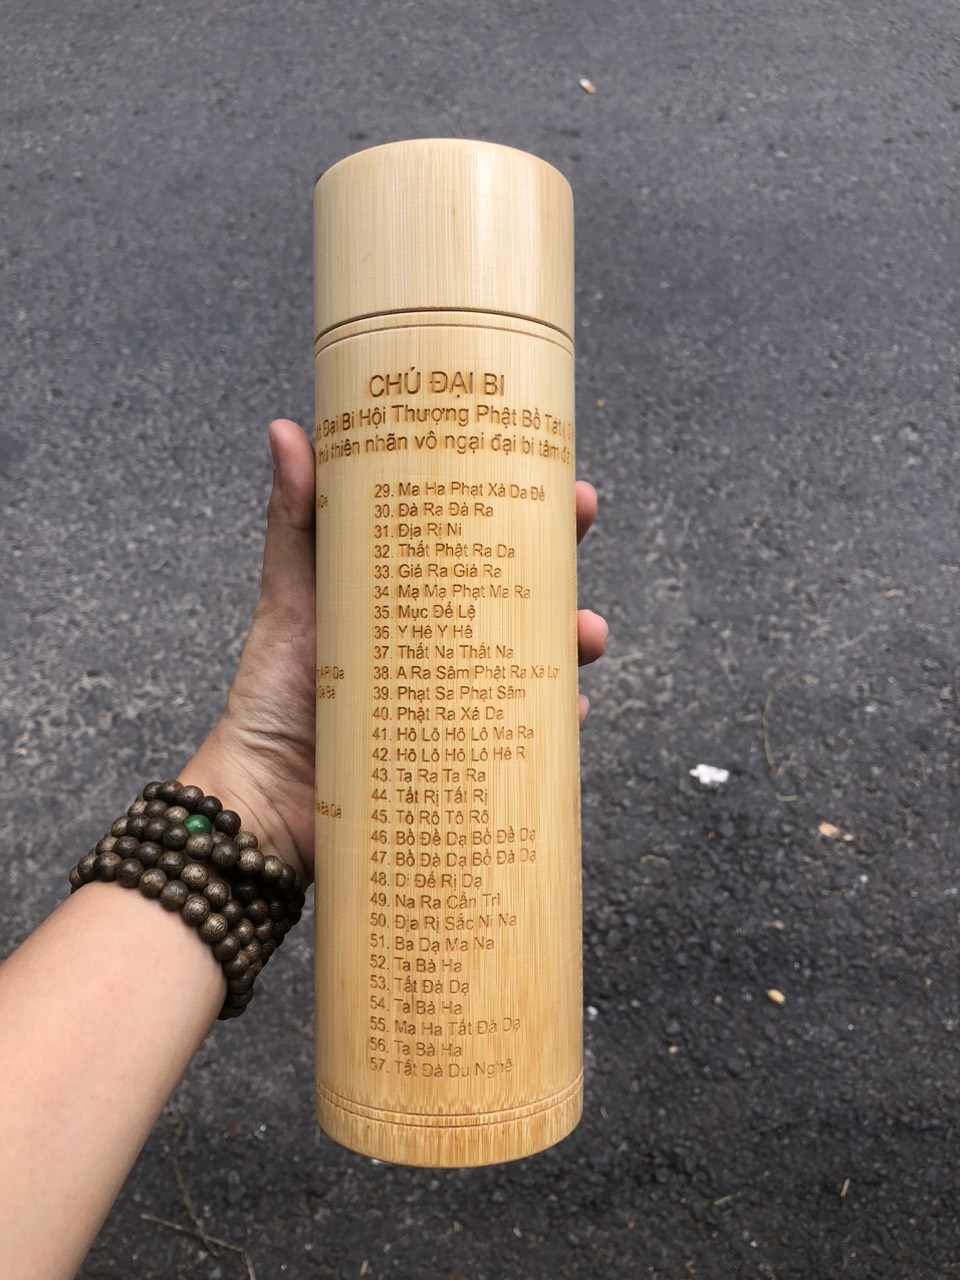 CHÚ ĐẠI BI
Đại Bi Hội Thượng Phật Bồ Tát
thiên nhãn vô ngại đại bi tâm
29. Ma Ha Phạt Xà Da Đế
30. Đà Ra Đà Ra
31. Địa Rị Ni
32. Thất Phật Ra Da
33. Giá Ra Giá Ra
34. Mạ Mạ Phạt Ma Ra
35. Mục Đế Lệ
36. Y Hê Y Hê
37. Thất Na Thất Na
38. A Ra Sâm Phật Ra Xá Lợi
39. Phạt Sa Phạt Sâm
40. Phật Ra Xá Da
41. Hô Lô Hô Lô Ma Ra
42. Hô Lô Hô Lô Hê R
43. Ta Ra Ta Ra
44. Tất Rị Tất Rị
45. Tô Rô Tô Rô
46. Bồ Đề Dạ Bồ Đề Dạ
47. Bồ Đà Dạ Bồ Đà Dạ
48. Di Đế Rị Dạ
49. Na Ra Cẩn Trì
50. Địa Rị Sắc Ni Na
51. Ba Dạ Ma Na
52. Ta Bà Ha
53. Tất Đà Dạ
54. Ta Bà Ha
55. Ma Ha Tất Đà Dạ
56. Ta Bà Ha
57. Tất Đà Du Nghệ